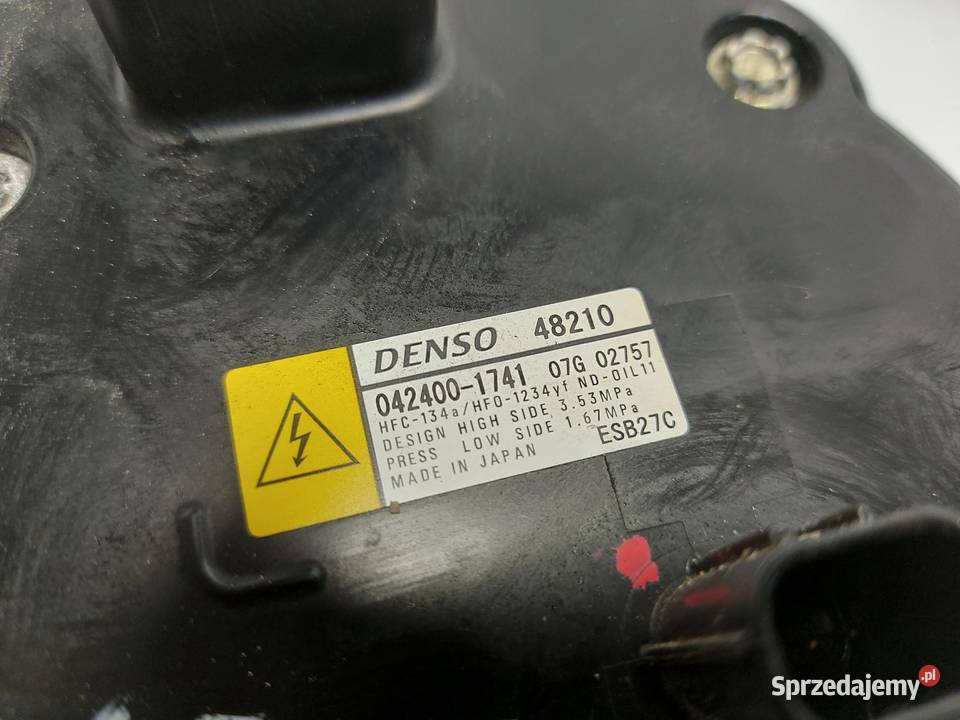 DENSO 48210
042400-1741 07G 02757
HFC-134a/HFO-1234yf ND-OIL11
DESIGN HIGH SIDE 3.53MPa
PRESS LOW SIDE 1.67MPa
MADE IN JAPAN ESB27C
Sprzedajemy.pl